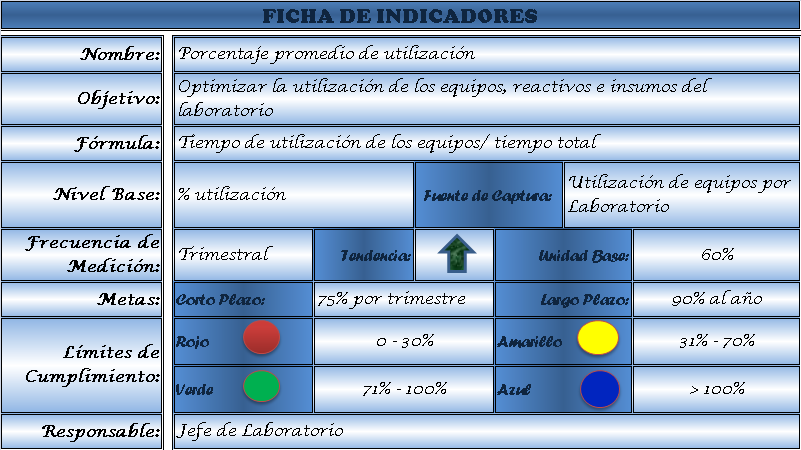 FICHA DE INDICADORES
Nombre: Porcentaje promedio de utilización
Objetivo: Optimizar la utilización de los equipos, reactivos e insumos del
laboratorio
Fórmula: Tiempo de utilización de los equipos/ tiempo total
Nivel Base: % utilización Fuente de Captura: Utilización de equipos por
Laboratorio
Frecuencia de
Medición: Trimestral Tendencia: Unidad Base: 60%
Metas: Corto Plazo: 75% por trimestre Largo Plazo: 90% al año
Límites de
Cumplimiento:
Rojo 0 - 30% Amarillo 31% - 70%
Verde 71% - 100% Azul > 100%
Responsable: Jefe de Laboratorio